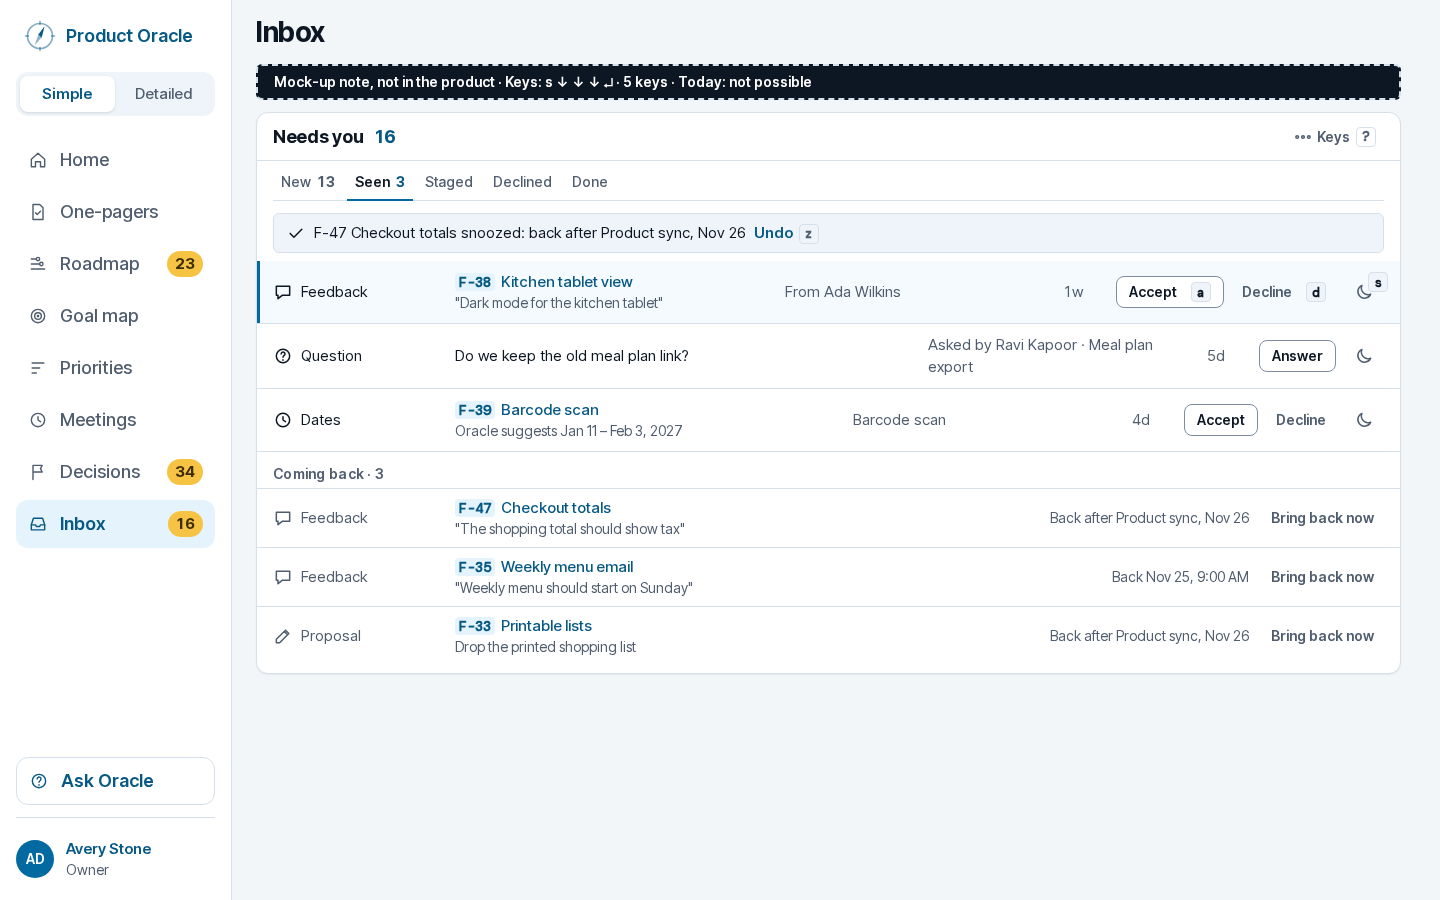 Product Oracle
Simple Detailed
Home
One-pagers
Roadmap 23
Goal map
Priorities
Meetings
Decisions 34
Inbox 16
Ask Oracle
AD Avery Stone
Owner
Inbox
Mock-up note, not in the product · Keys: s ↓ ↓ ↓ ↵ · 5 keys · Today: not possible
Needs you 16 ••• Keys ?
New 13 Seen 3 Staged Declined Done
F-47 Checkout totals snoozed: back after Product sync, Nov 26 Undo z
Feedback F-38 Kitchen tablet view From Ada Wilkins 1w Accept a Decline d s
"Dark mode for the kitchen tablet"
Question Do we keep the old meal plan link? Asked by Ravi Kapoor · Meal plan 5d Answer
export
Dates F-39 Barcode scan Barcode scan 4d Accept Decline
Oracle suggests Jan 11 – Feb 3, 2027
Coming back · 3
Feedback F-47 Checkout totals Back after Product sync, Nov 26 Bring back now
"The shopping total should show tax"
Feedback F-35 Weekly menu email Back Nov 25, 9:00 AM Bring back now
"Weekly menu should start on Sunday"
Proposal F-33 Printable lists Back after Product sync, Nov 26 Bring back now
Drop the printed shopping list